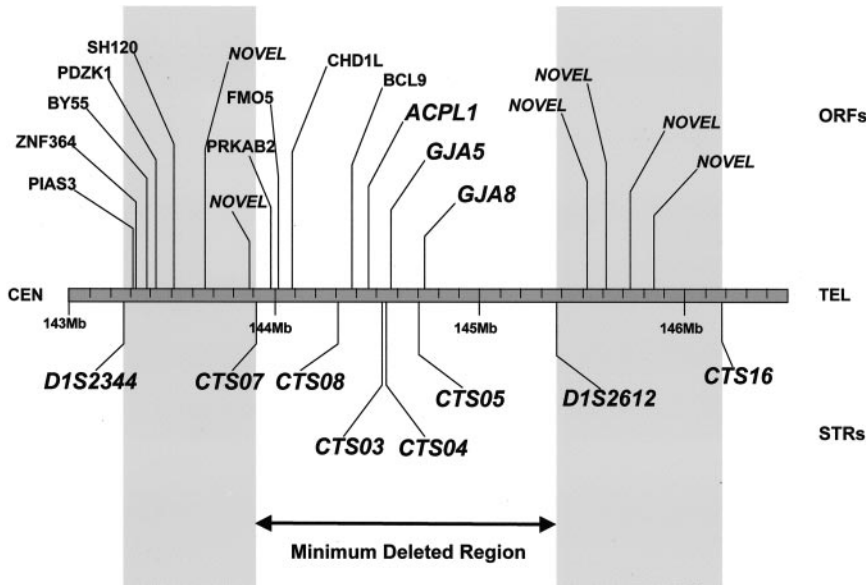 SH120
NOVEL
CHD1L
PDZK1
BCL9
NOVEL
BY55
FMO5
ACPL1
NOVEL
ORFs
ZNF364
PRKAB2
GJA5
NOVEL
PIAS3
NOVEL
GJA8
NOVEL
CEN
TEL
143Mb
144Mb
145Mb
146Mb
D1S2344
CTS07
CTS08
CTS05
D1S2612
CTS16
CTS03
CTS04
STRs
Minimum Deleted Region